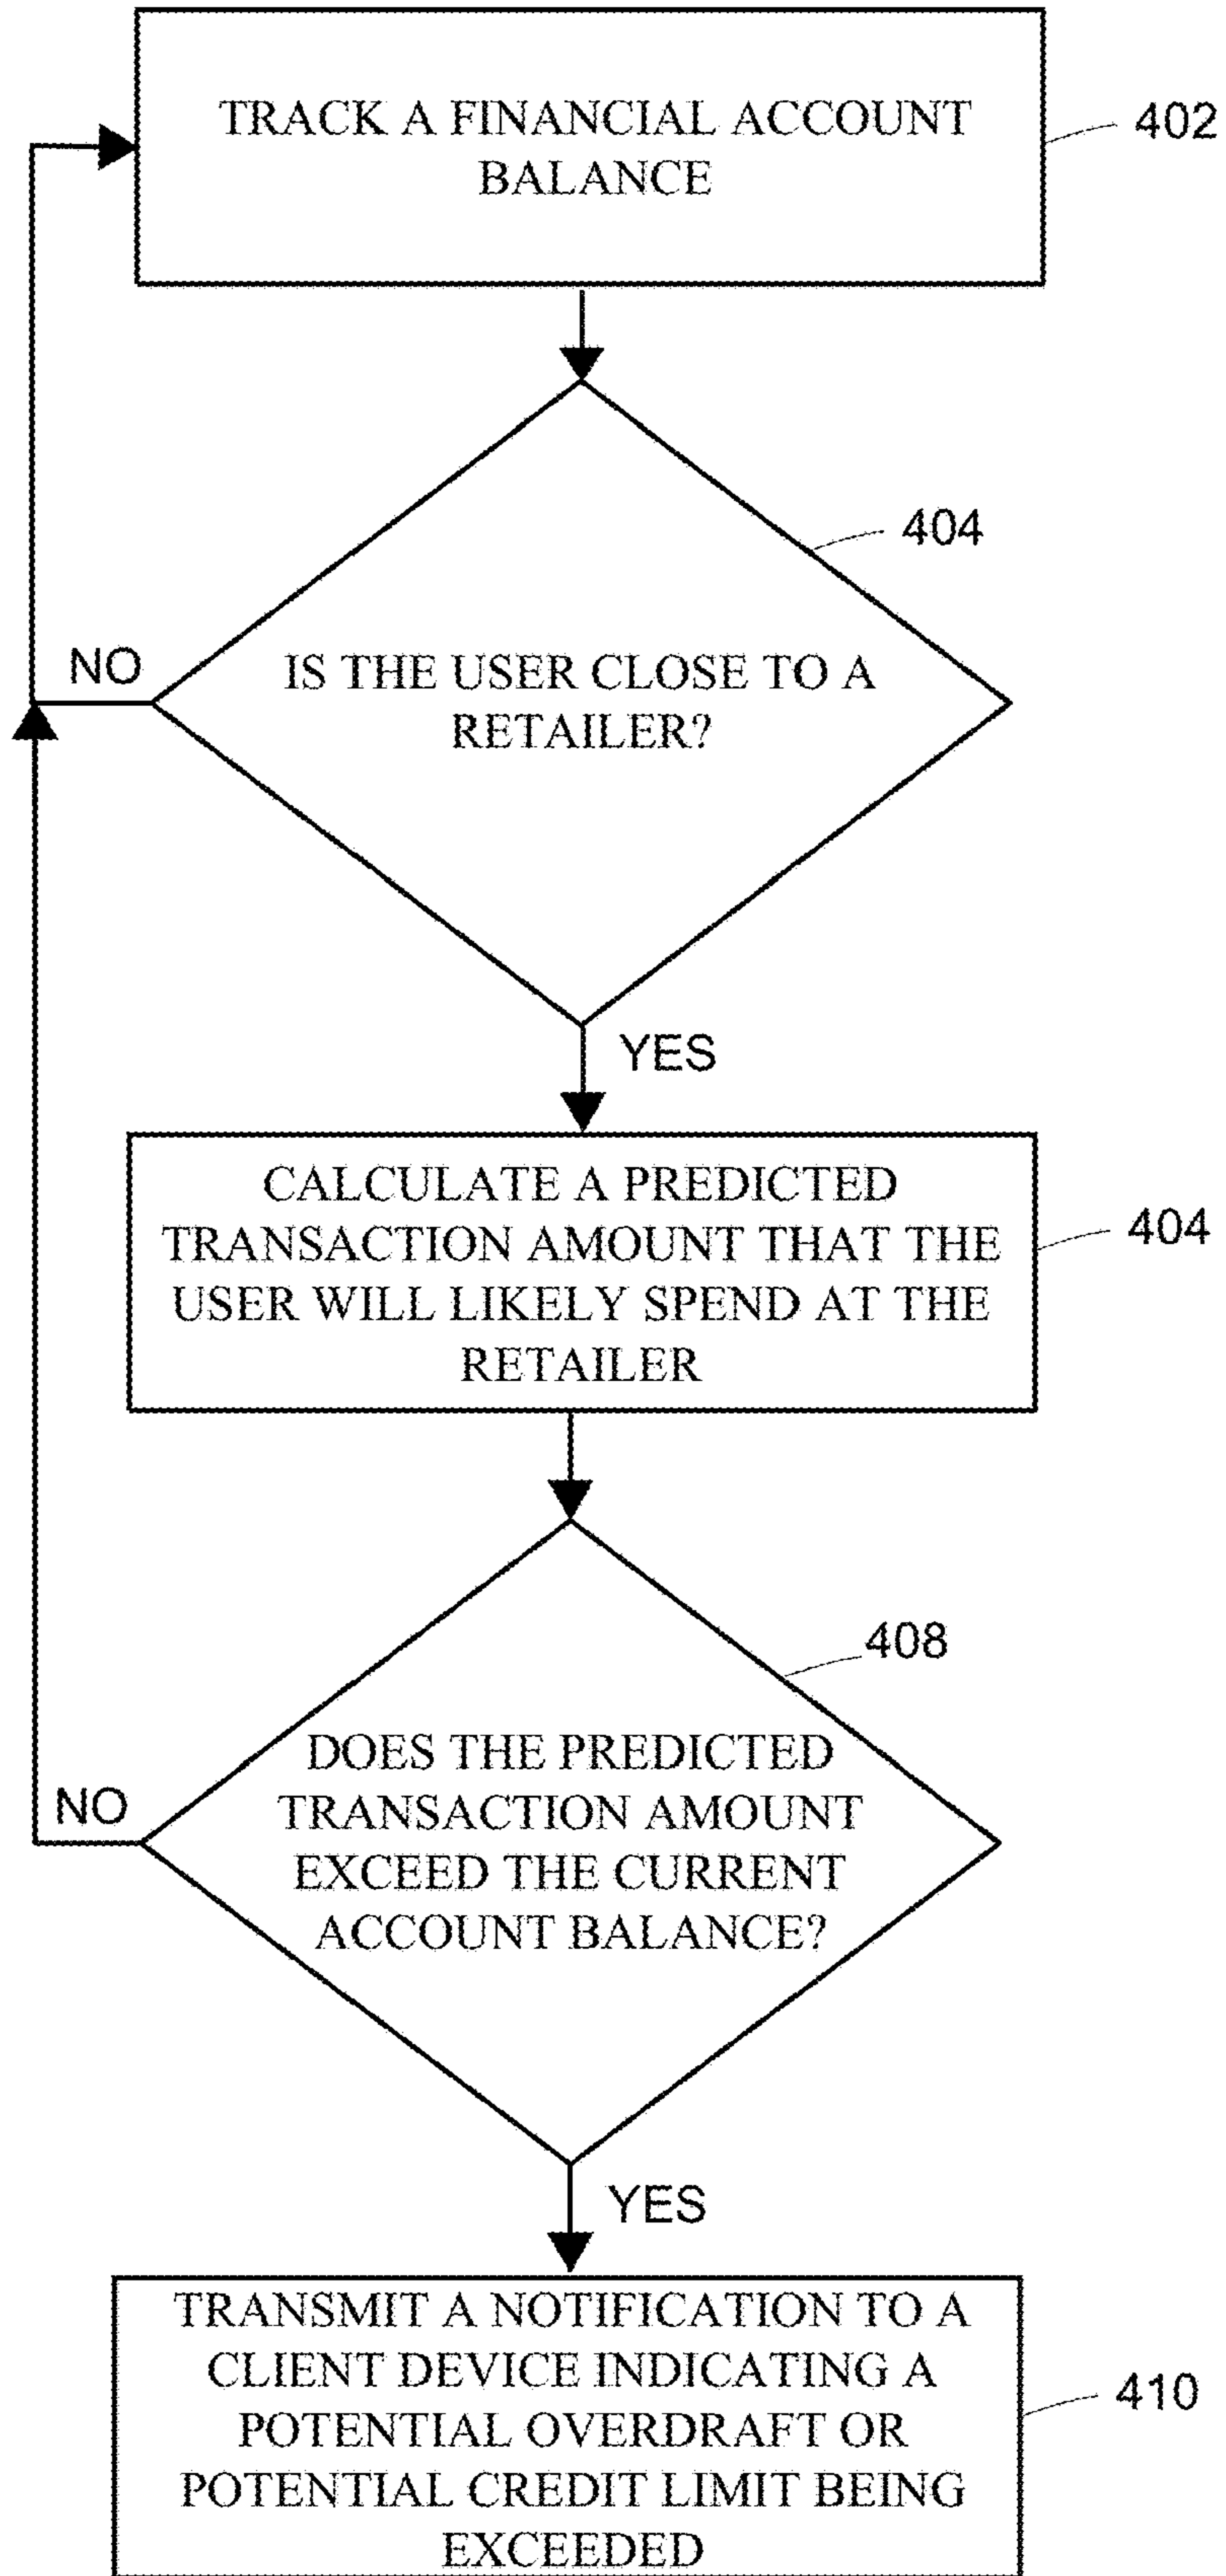 TRACK A FINANCIAL ACCOUNT
BALANCE
402
404
NO
IS THE USER CLOSE TO A
RETAILER?
YES
CALCULATE A PREDICTED
TRANSACTION AMOUNT THAT THE
USER WILL LIKELY SPEND AT THE
RETAILER
404
408
DOES THE PREDICTED
TRANSACTION AMOUNT
EXCEED THE CURRENT
ACCOUNT BALANCE?
NO
YES
TRANSMIT A NOTIFICATION TO A
CLIENT DEVICE INDICATING A
POTENTIAL OVERDRAFT OR
POTENTIAL CREDIT LIMIT BEING
EXCEEDED
410